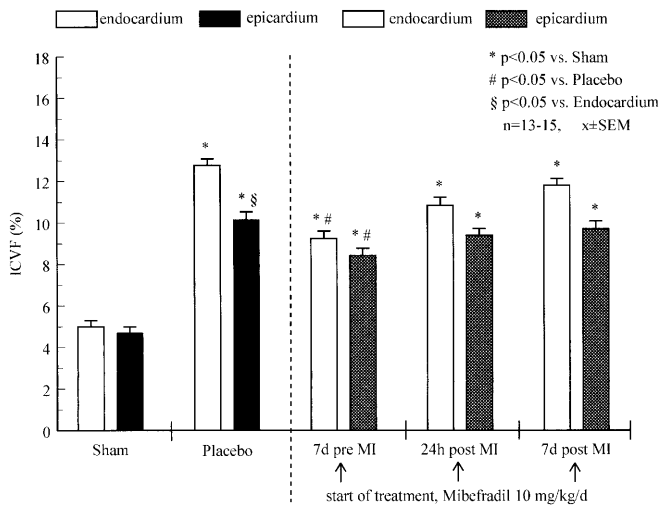 endocardium epicardium endocardium epicardium
* p<0.05 vs. Sham
# p<0.05 vs. Placebo
§ p<0.05 vs. Endocardium
n=13-15, x±SEM
ICVF (%)
18
16
14
12
10
8
6
4
2
0
*
* §
* #
* #
*
*
*
*
Sham Placebo 7d pre MI 24h post MI 7d post MI
start of treatment, Mibefradil 10 mg/kg/d